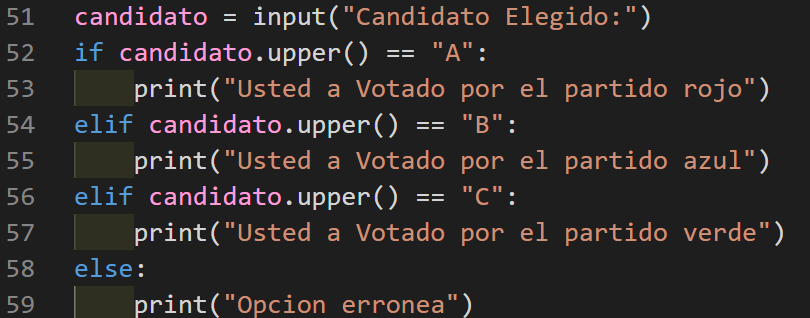 51 candidato = input("Candidato Elegido:")
52 if candidato.upper() == "A":
53     print("Usted a Votado por el partido rojo")
54 elif candidato.upper() == "B":
55     print("Usted a Votado por el partido azul")
56 elif candidato.upper() == "C":
57     print("Usted a Votado por el partido verde")
58 else:
59     print("Opcion erronea")